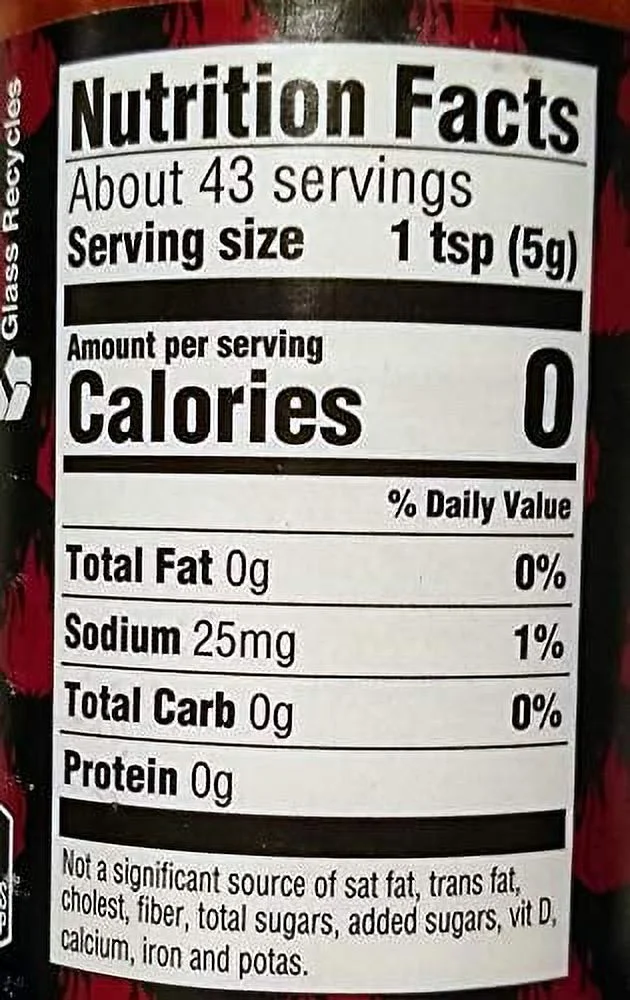 Glass Recycles
Nutrition Facts
About 43 servings
Serving size 1 tsp (5g)
Amount per serving
Calories 0
% Daily Value
Total Fat 0g 0%
Sodium 25mg 1%
Total Carb 0g 0%
Protein 0g
Not a significant source of sat fat, trans fat,
cholest, fiber, total sugars, added sugars, vit D,
calcium, iron and potas.